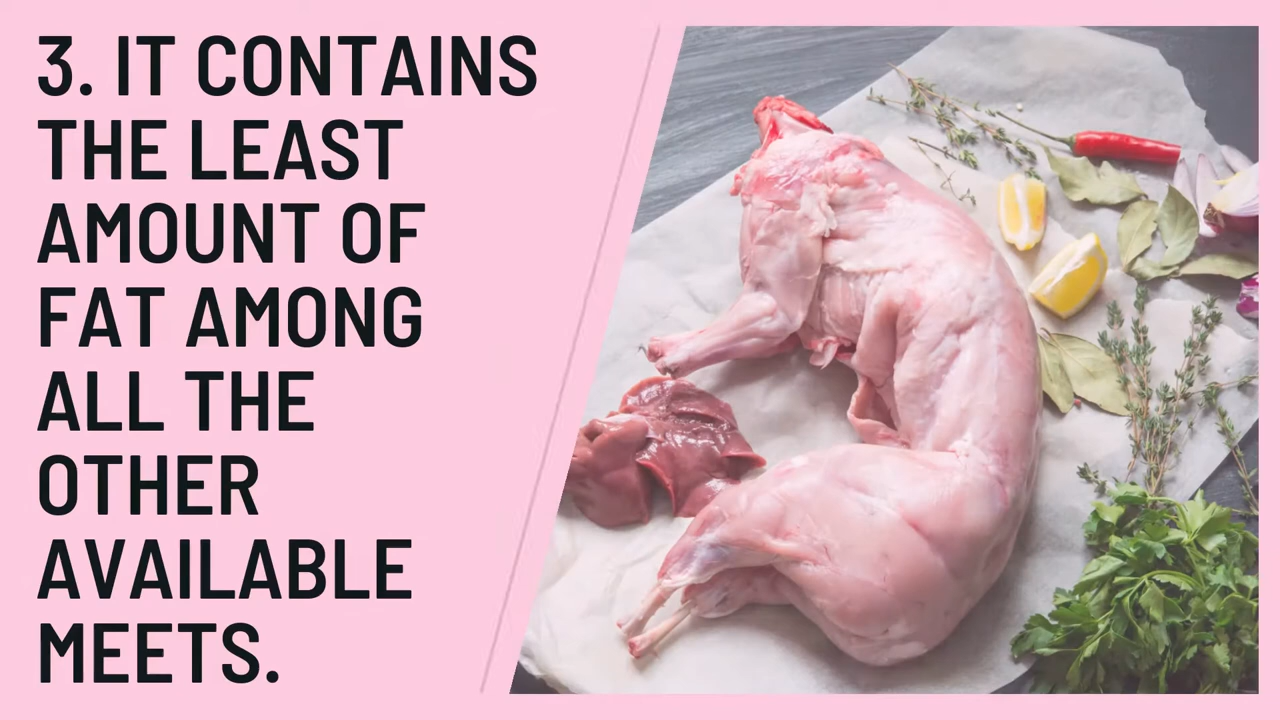 3. IT CONTAINS
THE LEAST
AMOUNT OF
FAT AMONG
ALL THE
OTHER
AVAILABLE
MEETS.